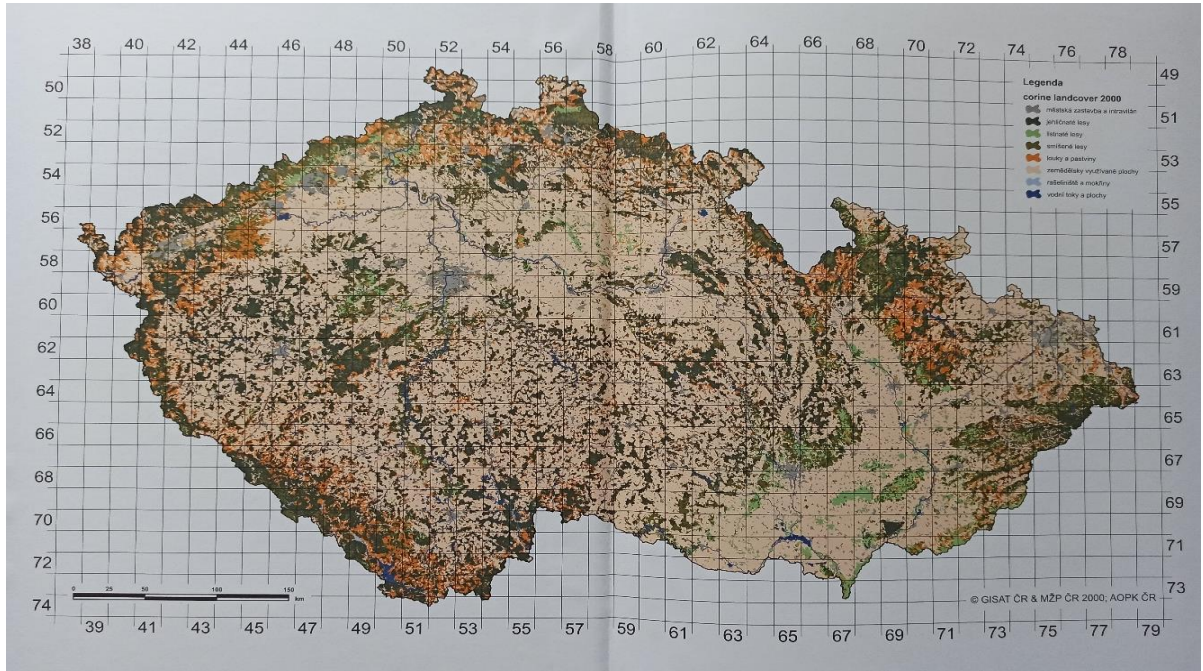 38 40 42 44 46 48 50 52 54 56 58 60 62 64 66 68 70 72 74 76 78
50
52
54
56
58
60
62
64
66
68
70
72
74
49
51
53
55
57
59
61
63
65
67
69
71
73
Legenda
corine landcover 2000
městská zástavba a intravilán
jehličnaté lesy
listnaté lesy
smíšené lesy
louky a pastviny
zemědělsky využívané plochy
rašeliniště a mokřiny
vodní toky a plochy
0 25 50 100 150
km
© GISAT ČR & MŽP ČR 2000; AOPK ČR
39 41 43 45 47 49 51 53 55 57 59 61 63 65 67 69 71 73 75 77 79